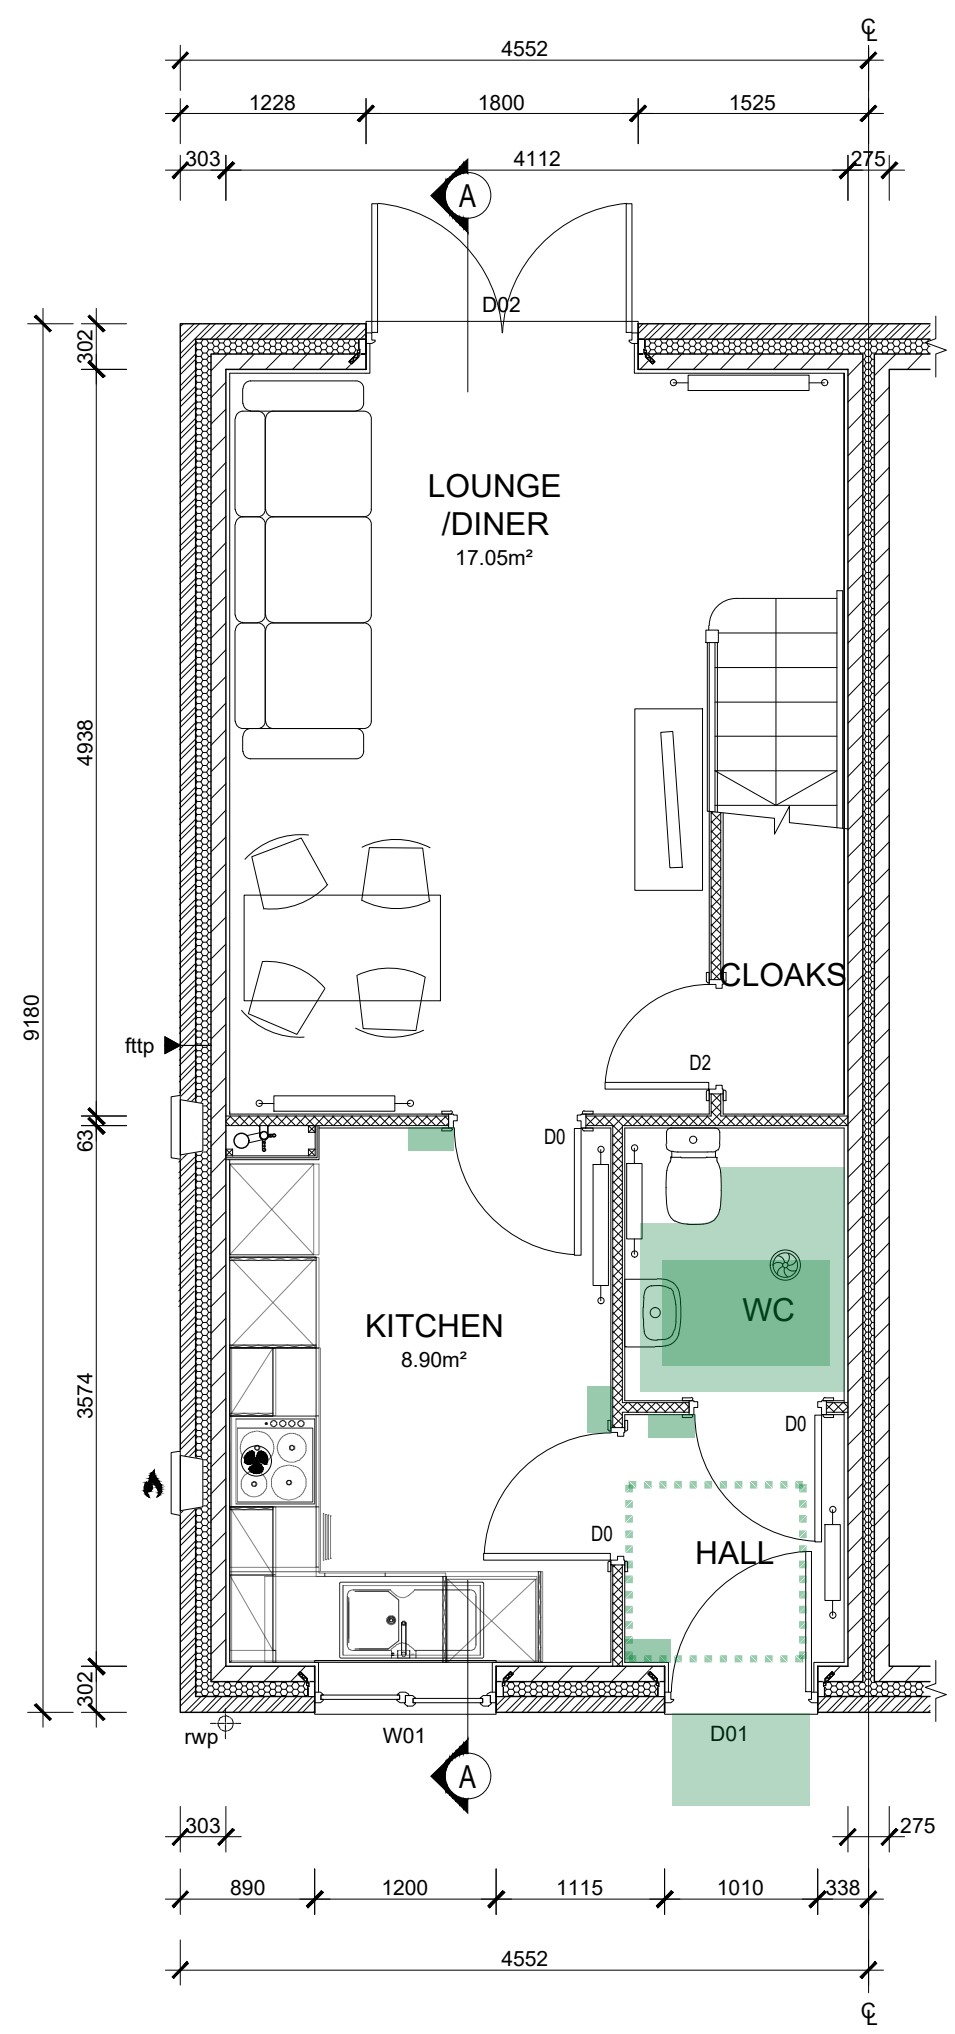 ℄
4552
1228 1800 1525
303 4112 275
A
D02
302
LOUNGE
/DINER
17.05m²
4938
CLOAKS
9180
fttp
D2
63
D0
WC
KITCHEN
8.90m²
3574
D0
D0
HALL
302
rwp
W01
D01
A
303 275
890 1200 1115 1010 338
4552
℄